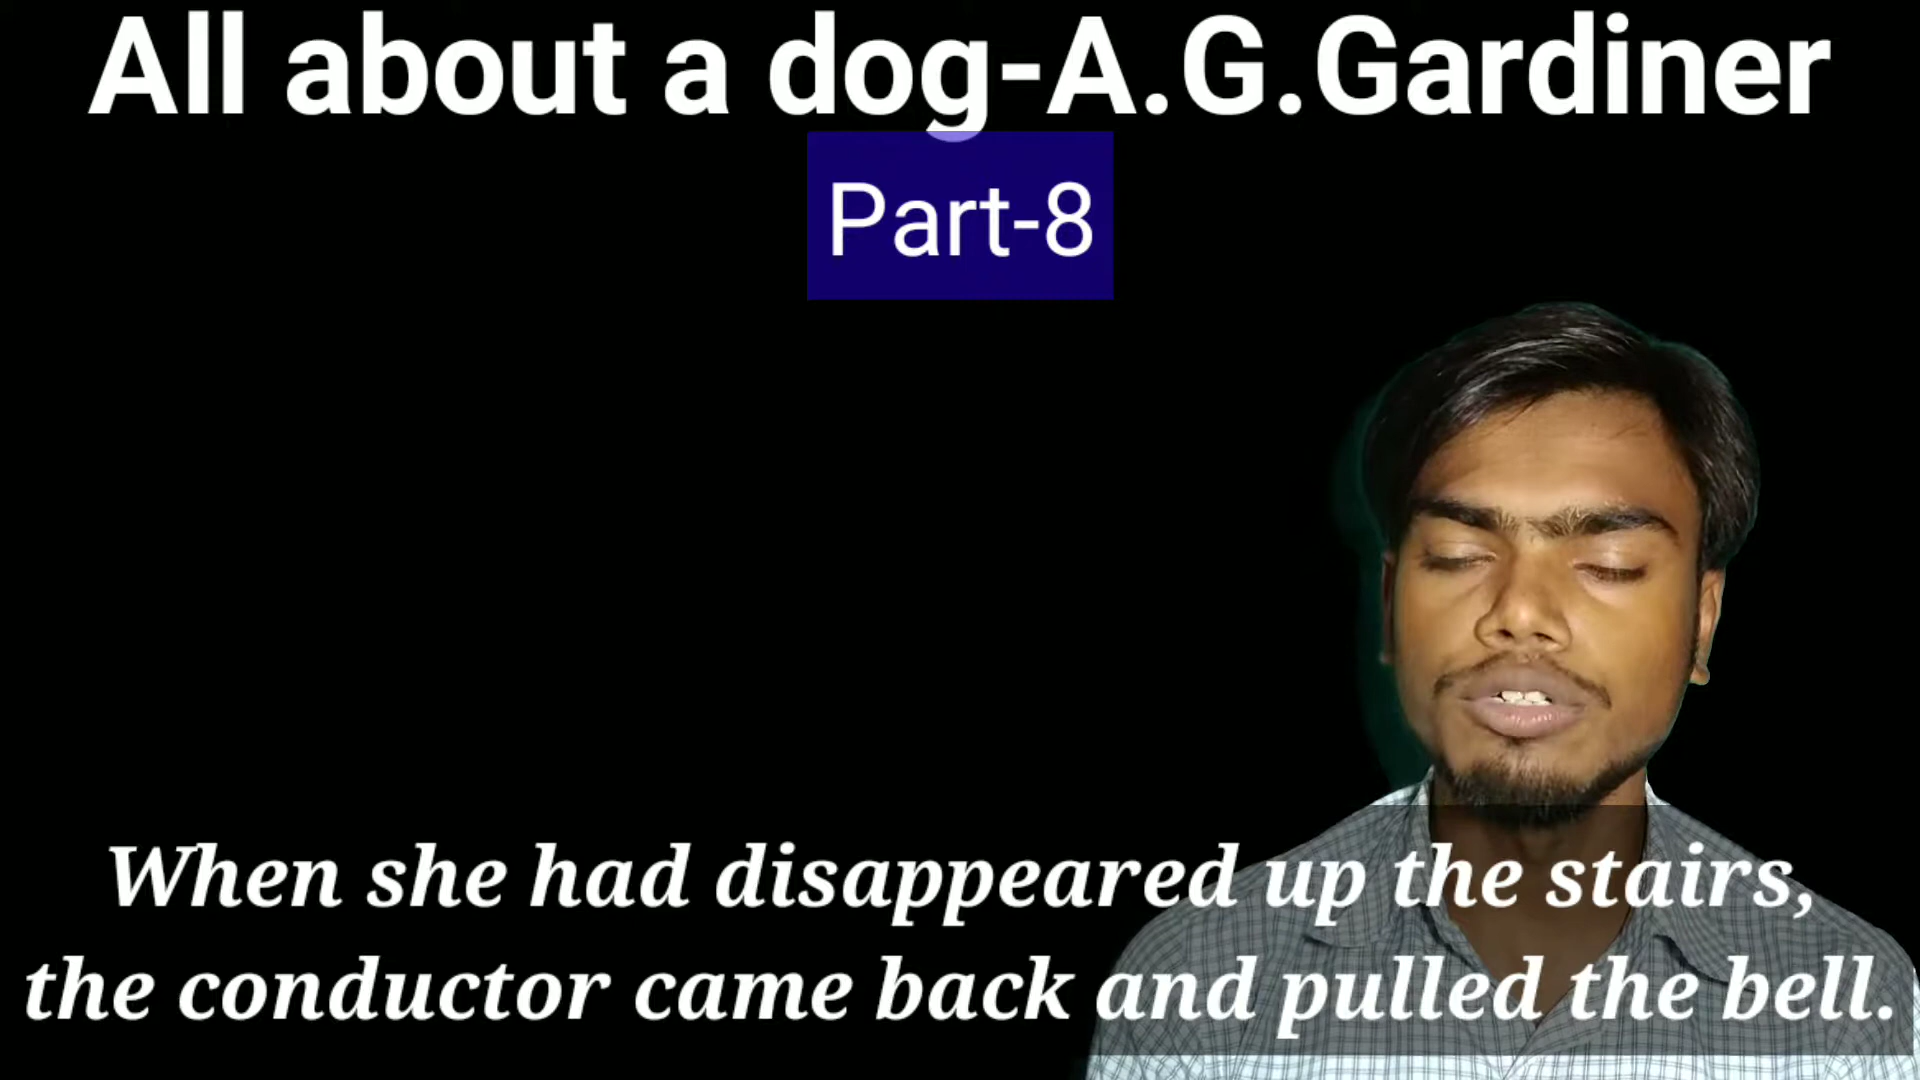 All about a dog-A.G.Gardiner
Part-8
When she had disappeared up the stairs,
the conductor came back and pulled the bell.